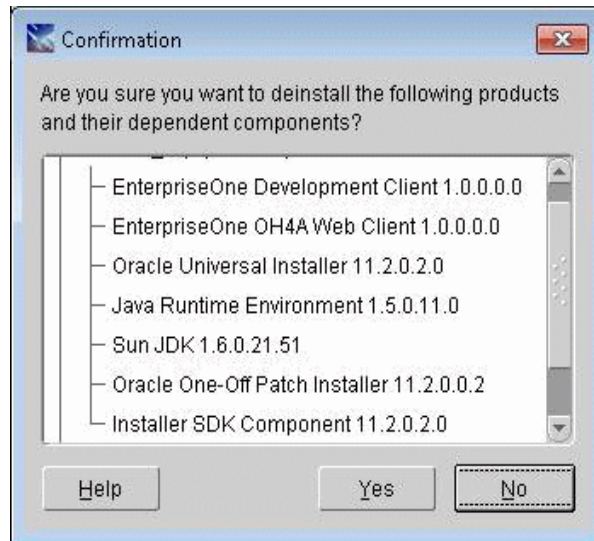 Confirmation
Are you sure you want to deinstall the following products
and their dependent components?
EnterpriseOne Development Client 1.0.0.0.0
EnterpriseOne OH4A Web Client 1.0.0.0.0
Oracle Universal Installer 11.2.0.2.0
Java Runtime Environment 1.5.0.11.0
Sun JDK 1.6.0.21.51
Oracle One-Off Patch Installer 11.2.0.0.2
Installer SDK Component 11.2.0.2.0
Help
Yes
No